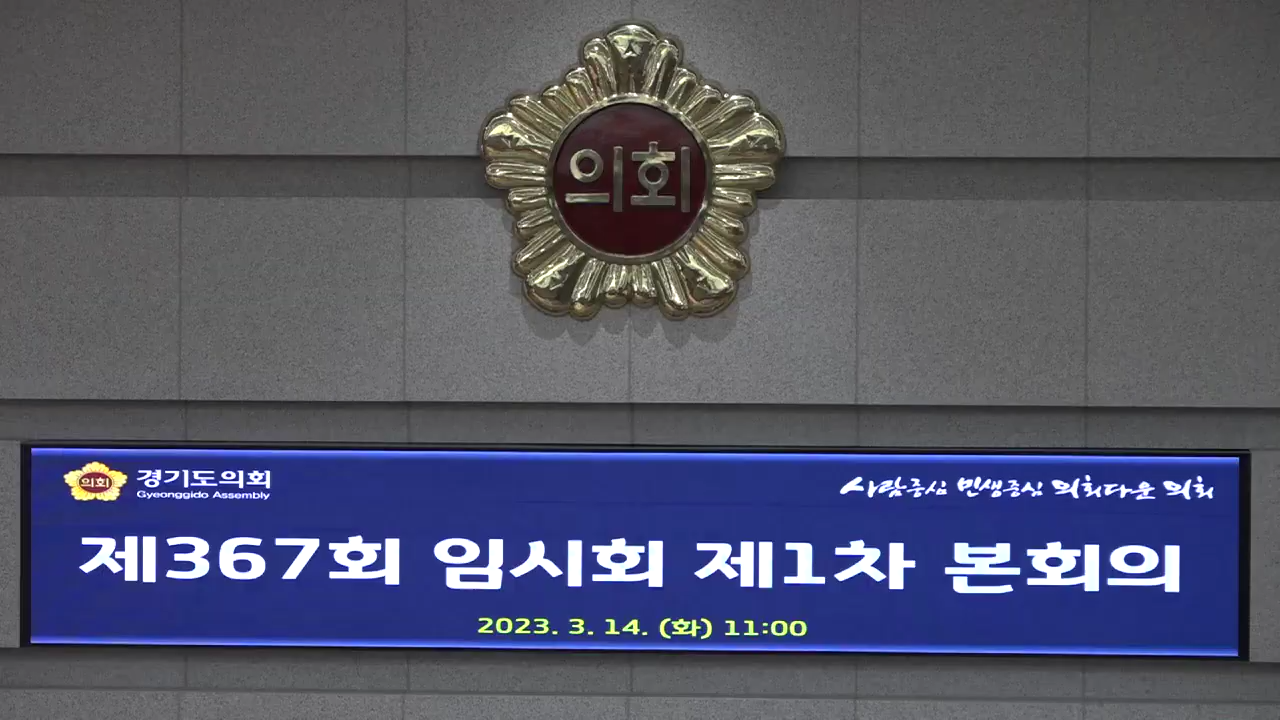 의회
의회
경기도의회
Gyeonggido Assembly
사람중심 민생중심 의회다운 의회
제367회 임시회 제1차 본회의
2023. 3. 14. (화) 11:00